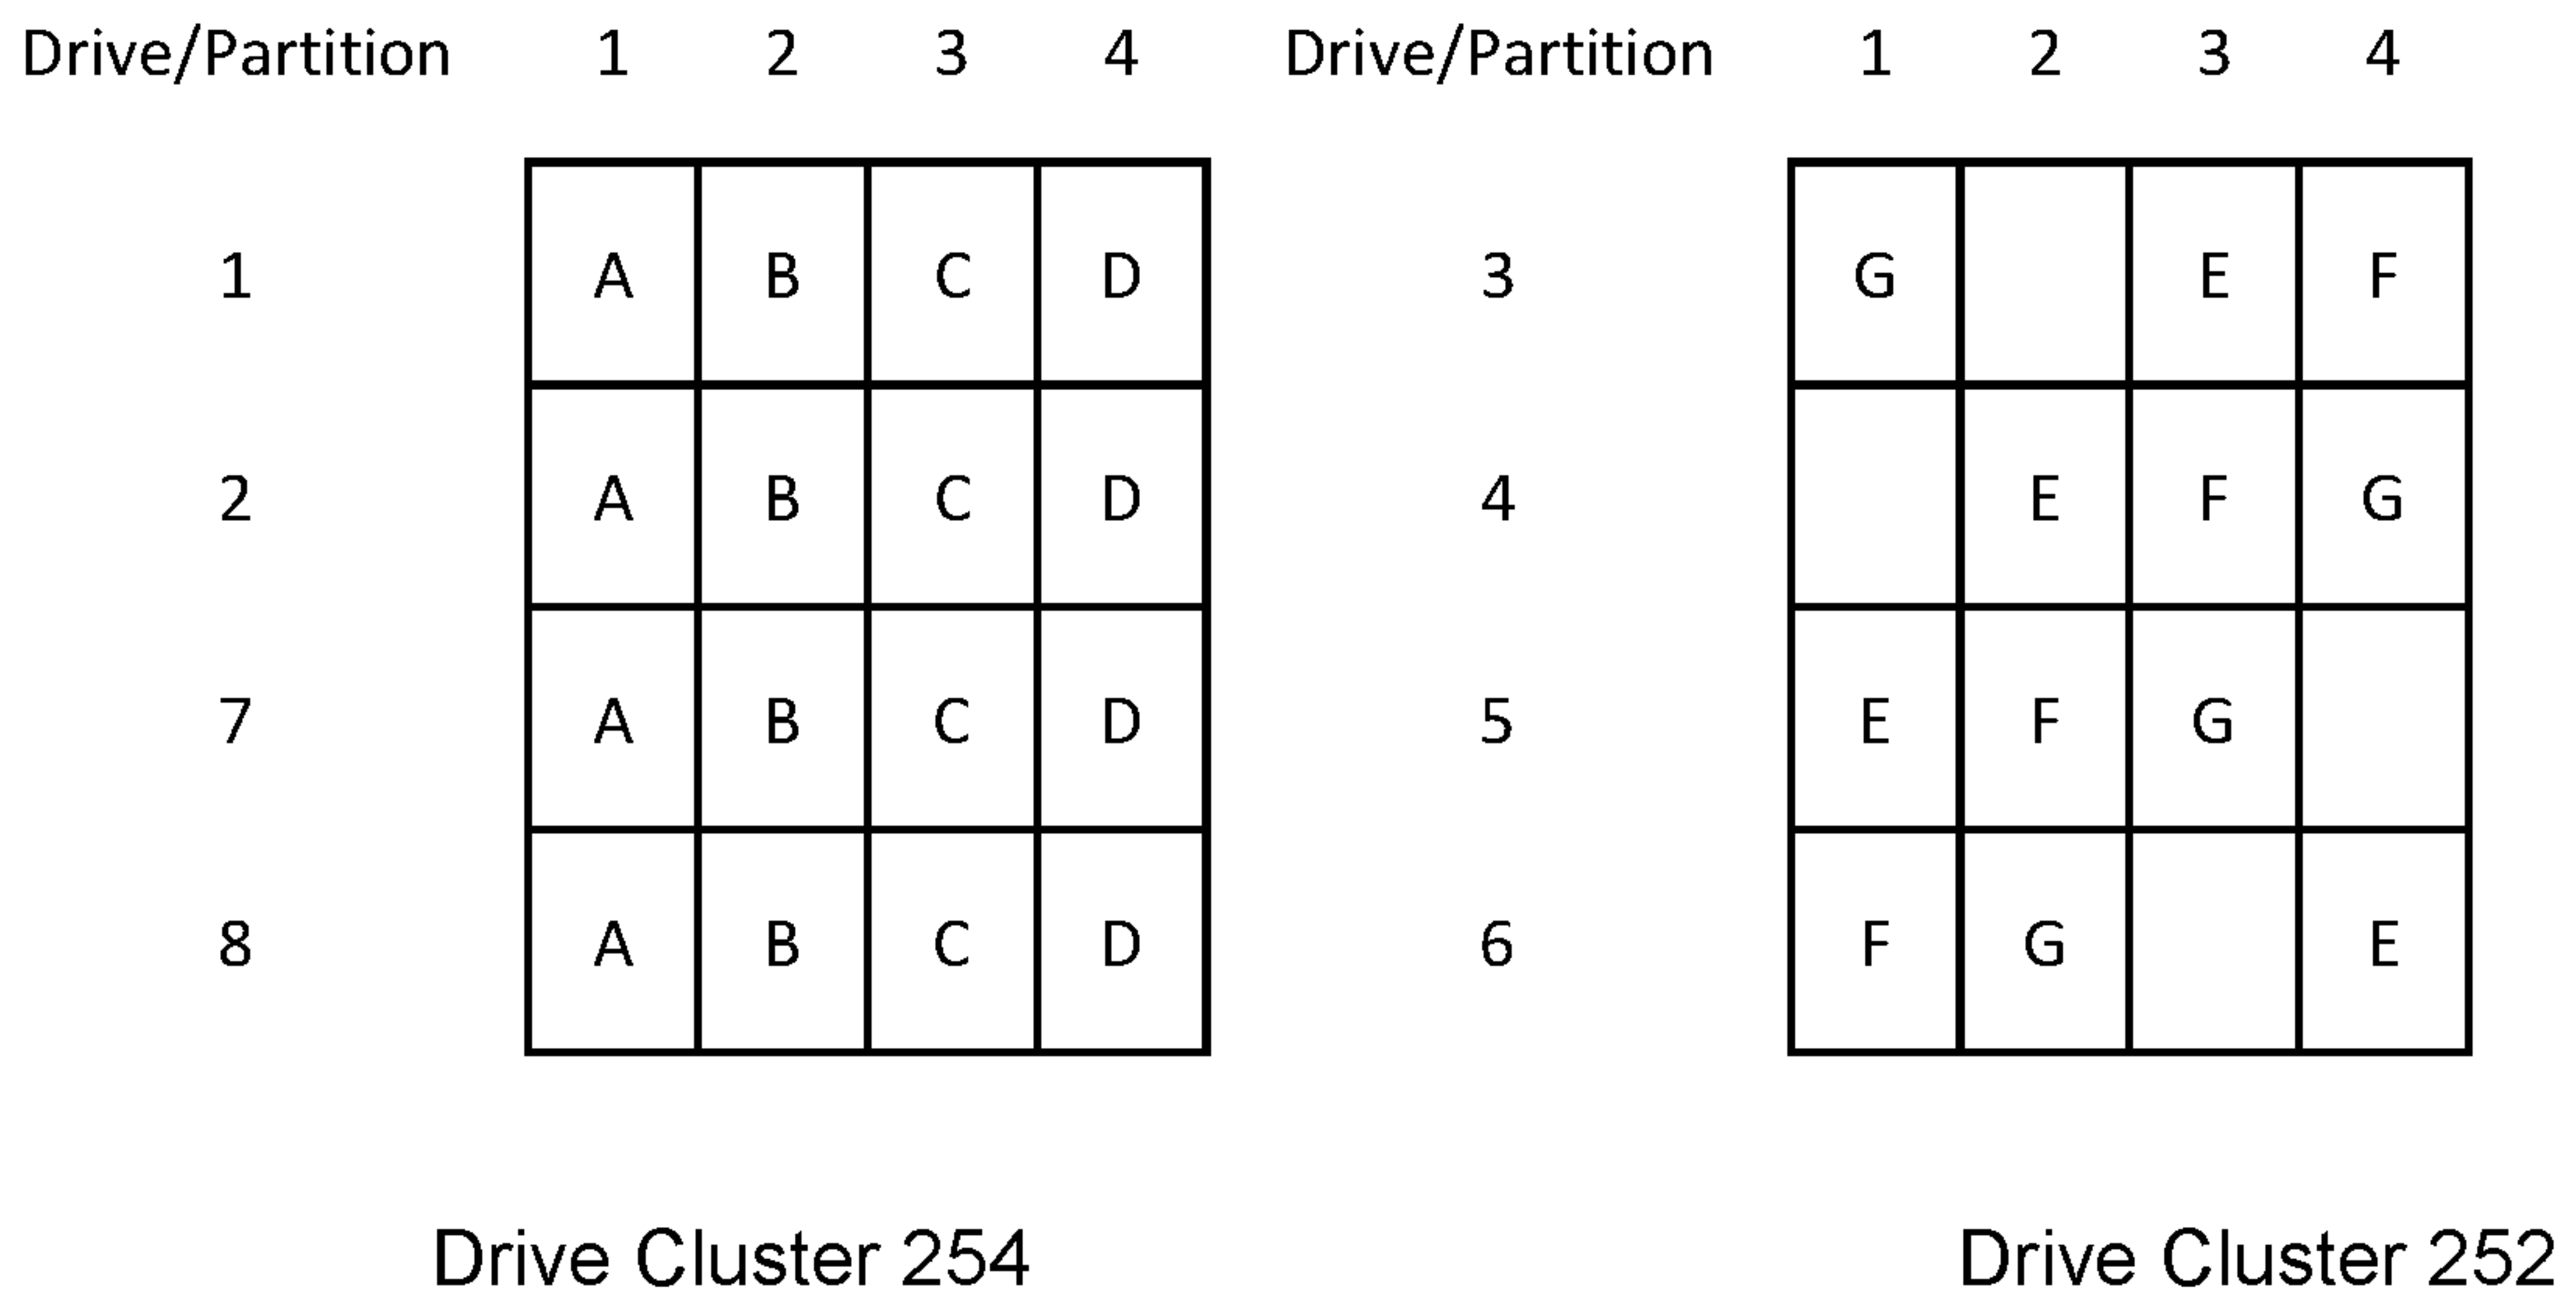 Drive/Partition 1 2 3 4 Drive/Partition 1 2 3 4
1 A B C D 3 G E F
2 A B C D 4 E F G
7 A B C D 5 E F G
8 A B C D 6 F G E
Drive Cluster 254 Drive Cluster 252